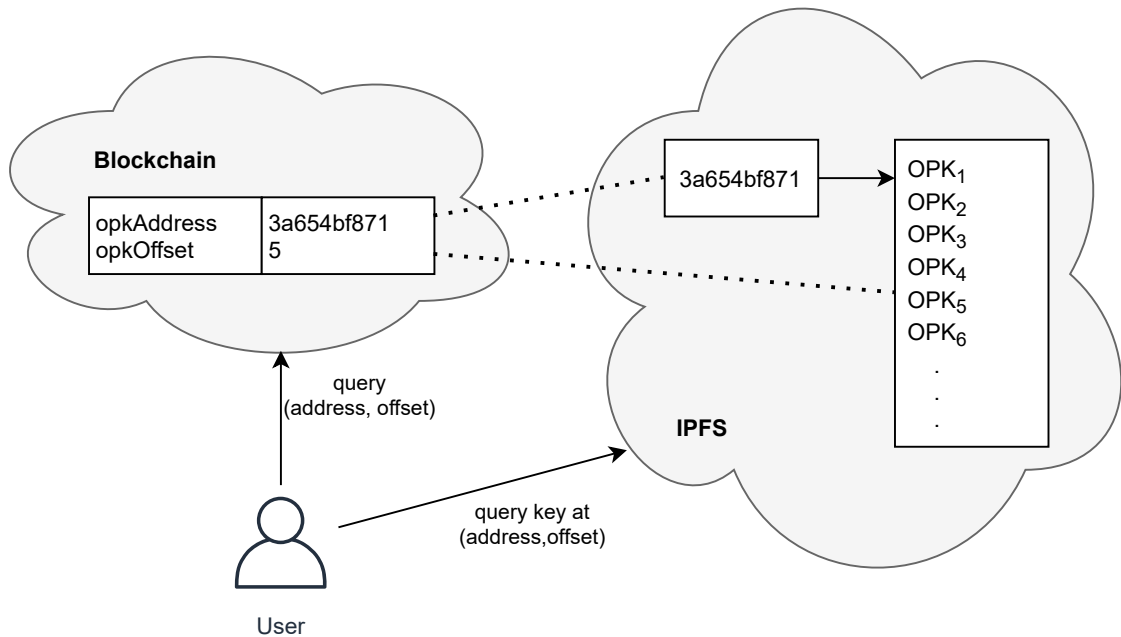 Blockchain
opkAddress 3a654bf871
opkOffset 5
3a654bf871
OPK1
OPK2
OPK3
OPK4
OPK5
OPK6
.
.
.
IPFS
query
(address, offset)
query key at
(address,offset)
User